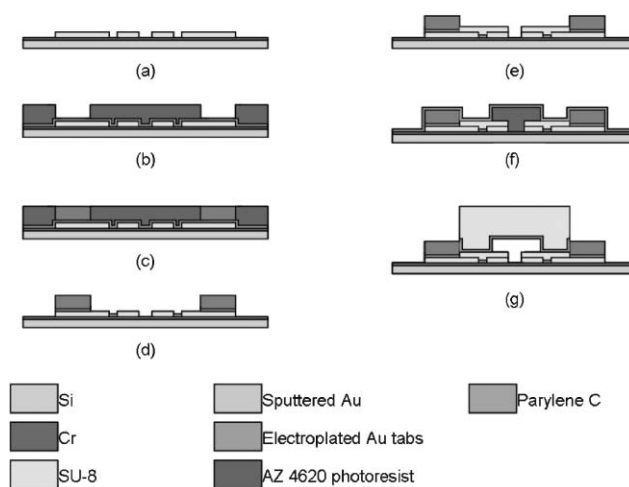 (a)
(b)
(c)
(d)
(e)
(f)
(g)
Si
Sputtered Au
Parylene C
Cr
Electroplated Au tabs
SU-8
AZ 4620 photoresist